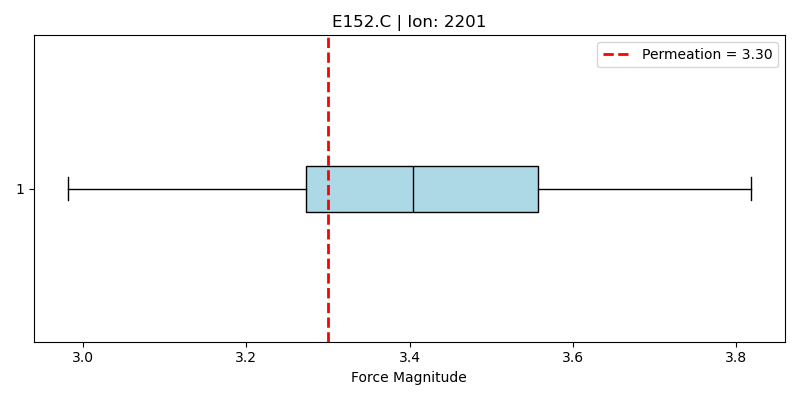 E152.C | Ion: 2201
Permeation = 3.30
1
3.0 3.2 3.4 3.6 3.8
Force Magnitude